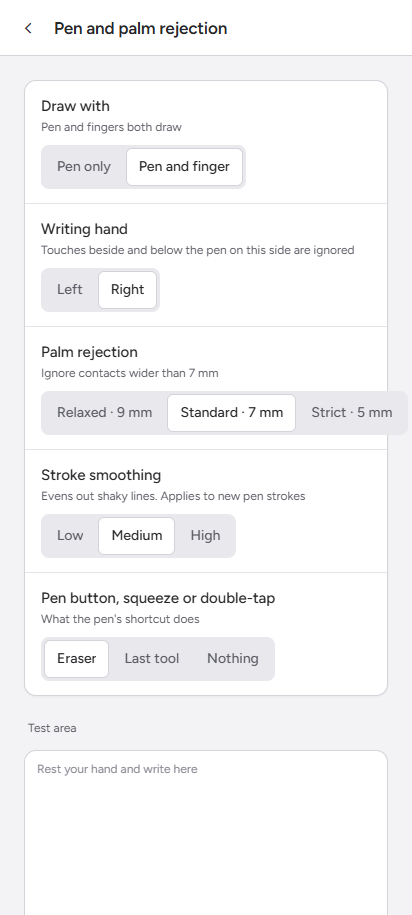 Pen and palm rejection
Draw with
Pen and fingers both draw
Pen only Pen and finger
Writing hand
Touches beside and below the pen on this side are ignored
Left Right
Palm rejection
Ignore contacts wider than 7 mm
Relaxed · 9 mm Standard · 7 mm Strict · 5 mm
Stroke smoothing
Evens out shaky lines. Applies to new pen strokes
Low Medium High
Pen button, squeeze or double-tap
What the pen's shortcut does
Eraser Last tool Nothing
Test area
Rest your hand and write here